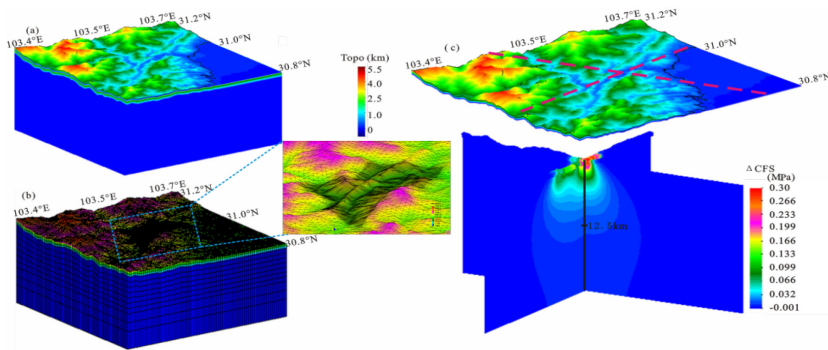 (a)
103.4°E
103.5°E
103.7°E
31.2°N
31.0°N
30.8°N
Topo (km)
5.5
4.0
2.5
1.0
0
(b)
103.4°E
103.5°E
103.7°E
31.2°N
31.0°N
30.8°N
(c)
103.4°E
103.5°E
103.7°E
31.2°N
31.0°N
30.8°N
12.5km
Δ CFS
(MPa)
0.30
0.266
0.233
0.199
0.166
0.133
0.099
0.066
0.032
-0.001